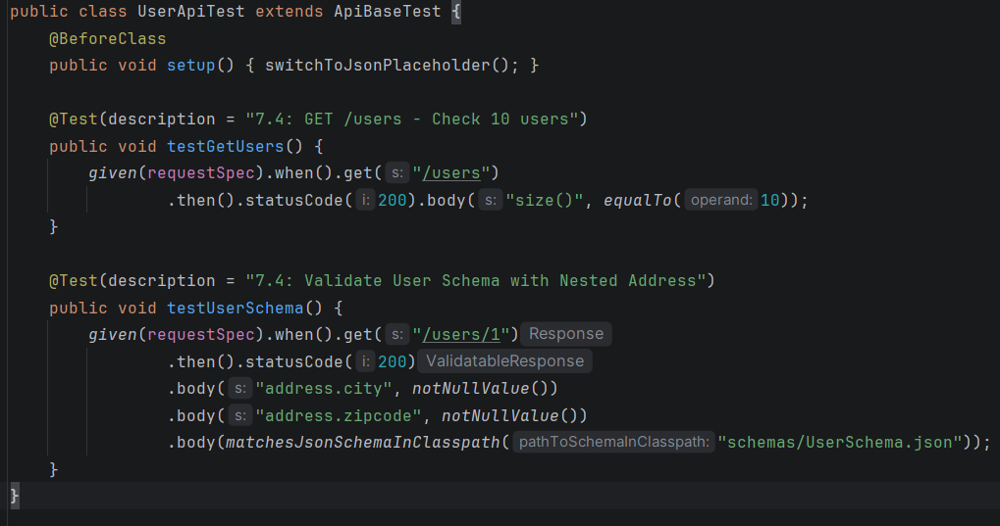 public class UserApiTest extends ApiBaseTest {
    @BeforeClass
    public void setup() { switchToJsonPlaceholder(); }

    @Test(description = "7.4: GET /users - Check 10 users")
    public void testGetUsers() {
        given(requestSpec).when().get( s: "/users")
                .then().statusCode( i: 200).body( s: "size()", equalTo( operand: 10));
    }

    @Test(description = "7.4: Validate User Schema with Nested Address")
    public void testUserSchema() {
        given(requestSpec).when().get( s: "/users/1") Response
                .then().statusCode( i: 200) ValidatableResponse
                .body( s: "address.city", notNullValue())
                .body( s: "address.zipcode", notNullValue())
                .body(matchesJsonSchemaInClasspath( pathToSchemaInClasspath: "schemas/UserSchema.json"));
    }
}